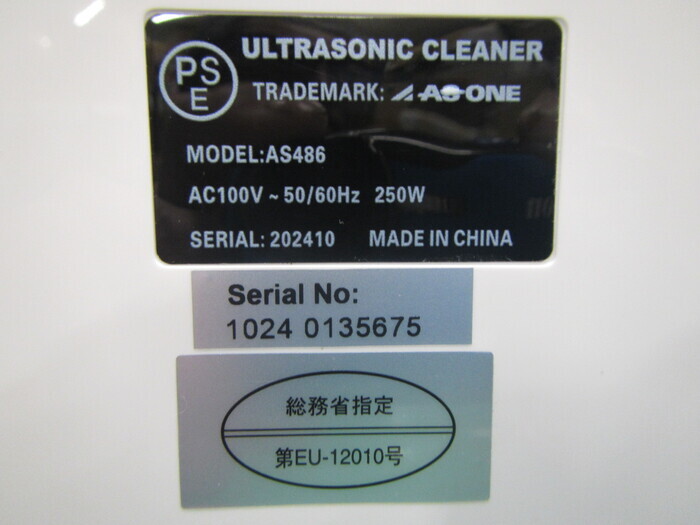 PS
E
ULTRASONIC CLEANER
TRADEMARK: AS ONE
MODEL:AS486
AC100V ~ 50/60Hz 250W
SERIAL: 202410 MADE IN CHINA
Serial No:
1024 0135675
総務省指定
第EU-12010号